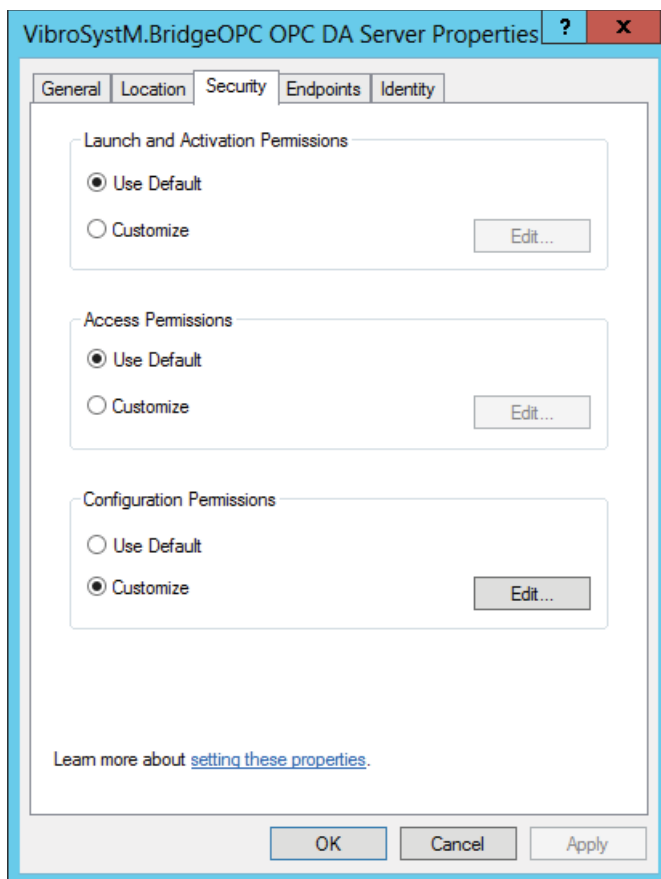 VibroSystM.BridgeOPC OPC DA Server Properties ? x
General Location Security Endpoints Identity
Launch and Activation Permissions
Use Default
Customize Edit...
Access Permissions
Use Default
Customize Edit...
Configuration Permissions
Use Default
Customize Edit...
Learn more about setting these properties.
OK Cancel Apply